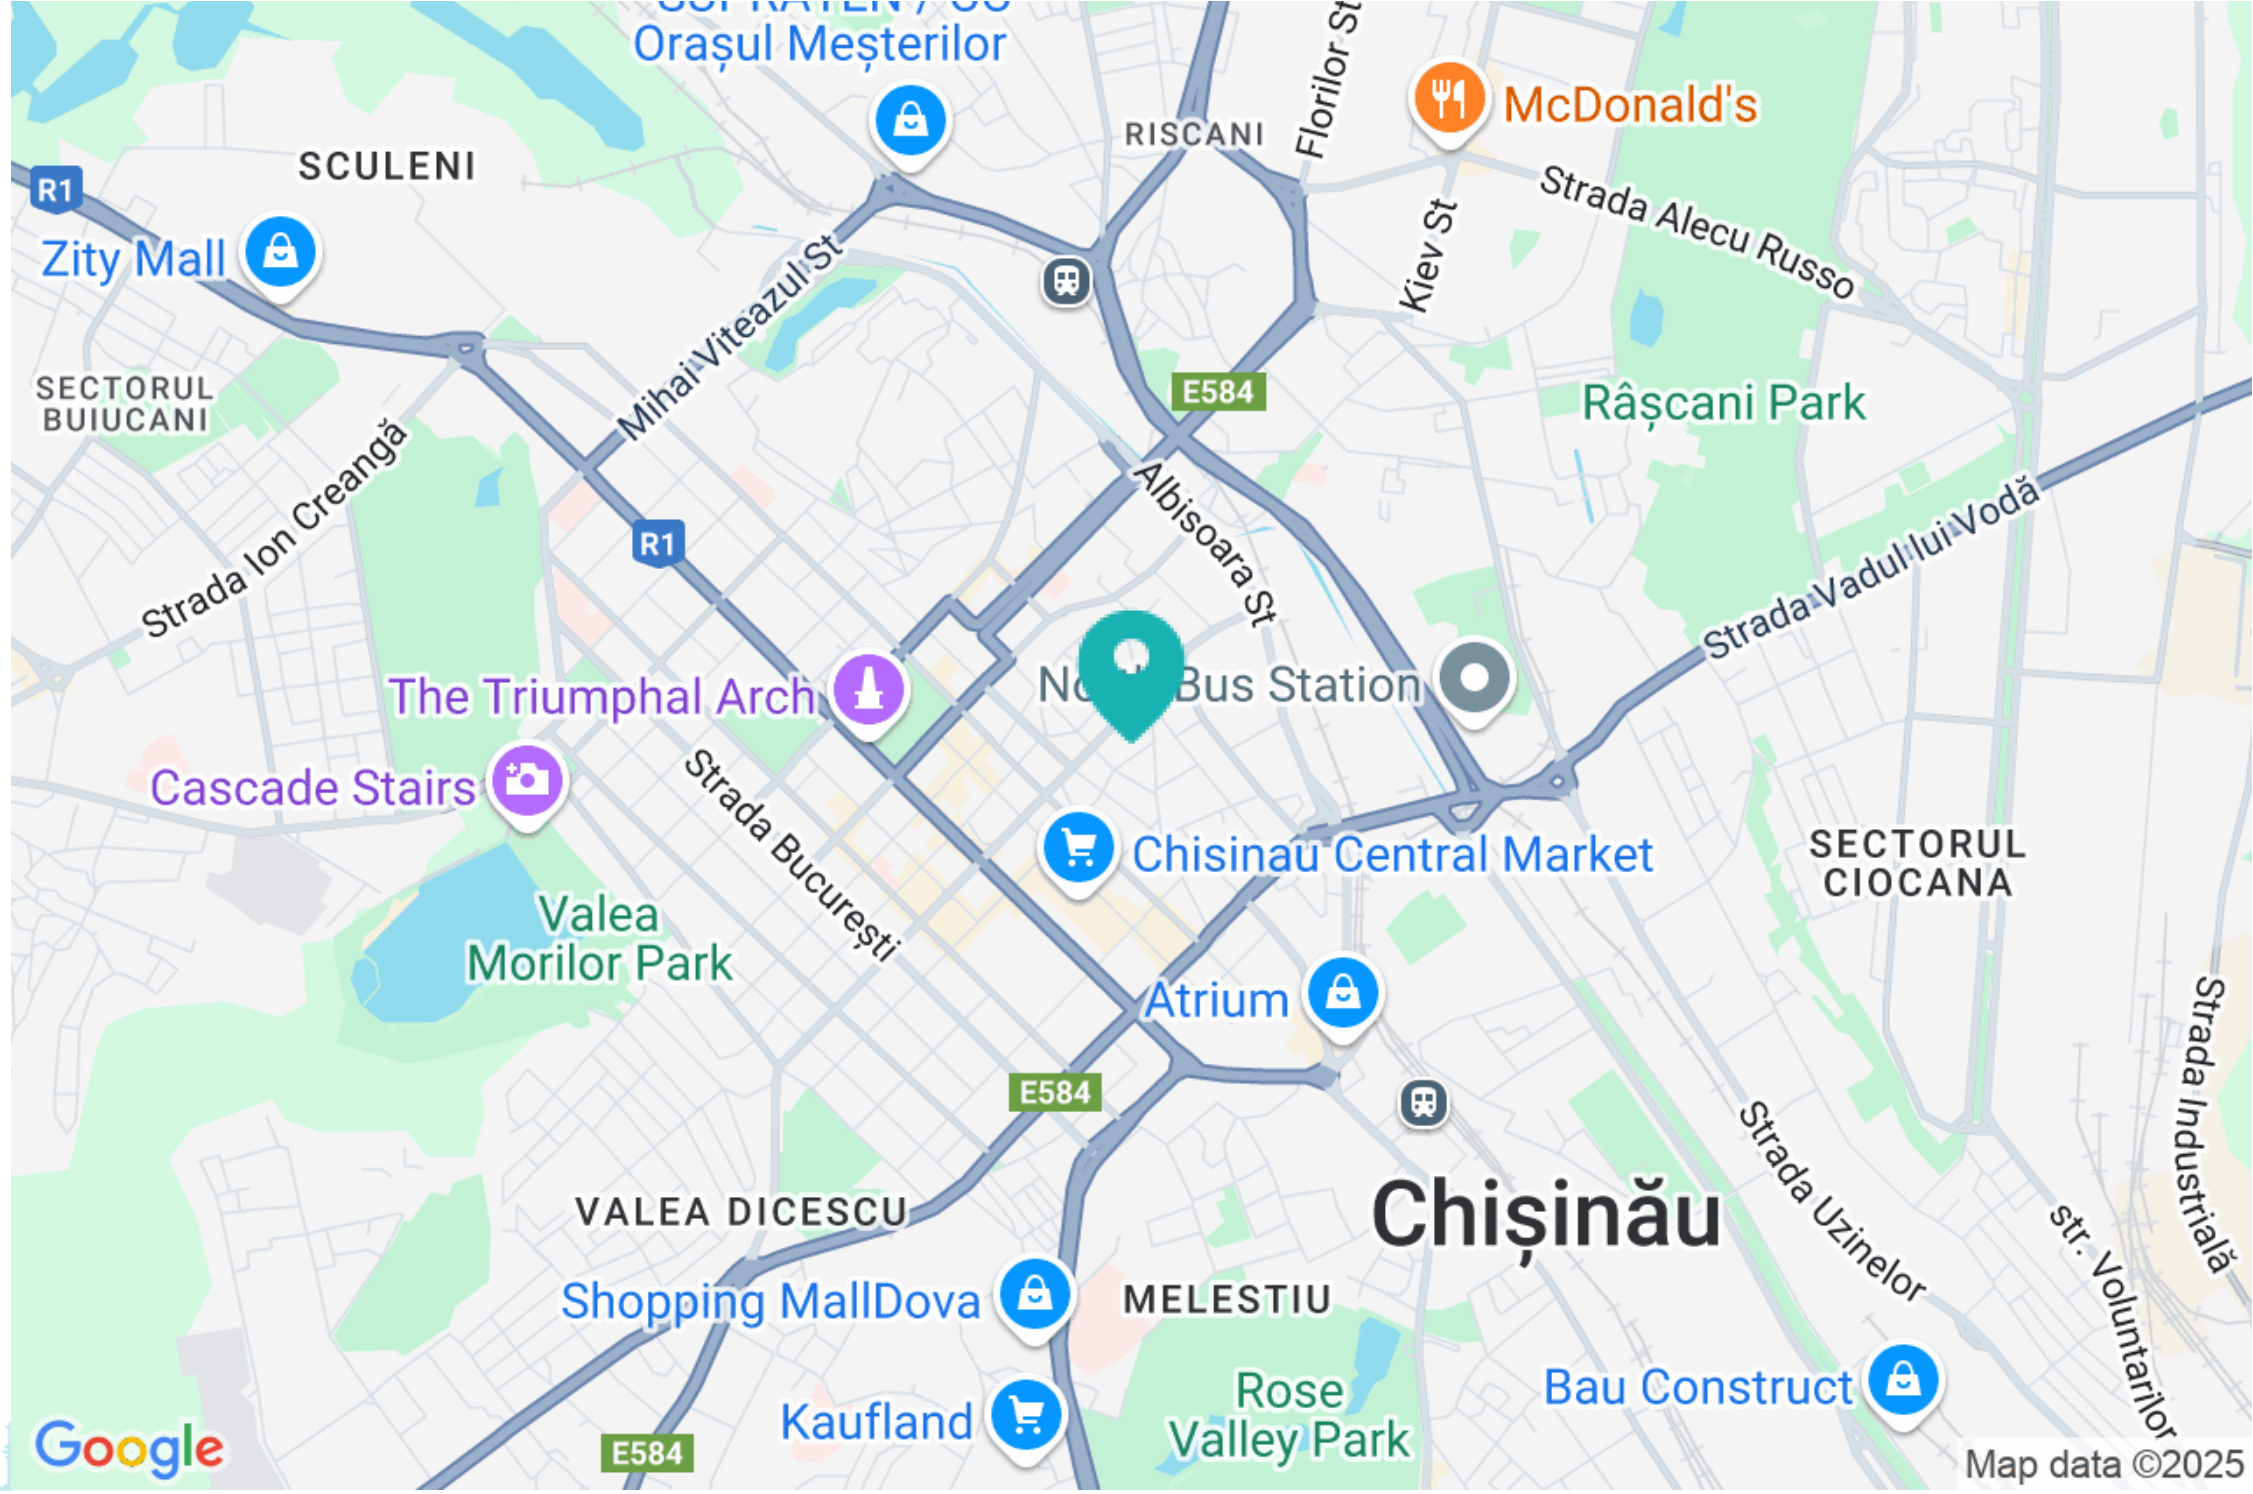 Orașul Meșterilor
RISCANI
Florilor St
McDonald's
SCULENI
R1
Zity Mall
Strada Alecu Russo
Kiev St
Mihai Viteazul St
SECTORUL
BUIUCANI
E584
Râșcani Park
Strada Ion Creangă
Albisoara St
R1
Strada Vadul lui Vodă
The Triumphal Arch
Bus Station
Cascade Stairs
Strada București
Chisinau Central Market
SECTORUL
CIOCANA
Valea
Morilor Park
Atrium
E584
Strada Industrială
Strada Uzinelor
VALEA DICESCU
Chișinău
str. Voluntarilor
Shopping MallDova
MELESTIU
Rose
Valley Park
Bau Construct
Kaufland
E584
Google
Map data ©2025